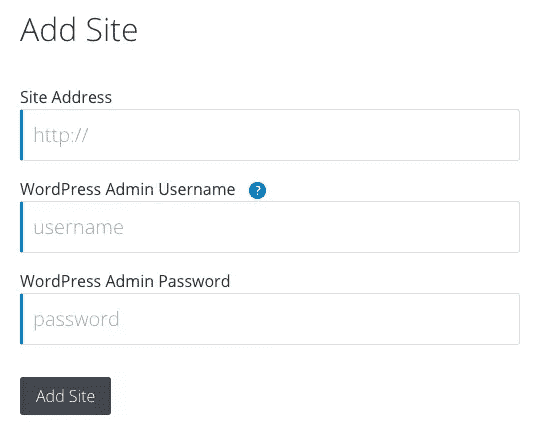 Add Site
Site Address
http://
WordPress Admin Username ?
username
WordPress Admin Password
password
Add Site